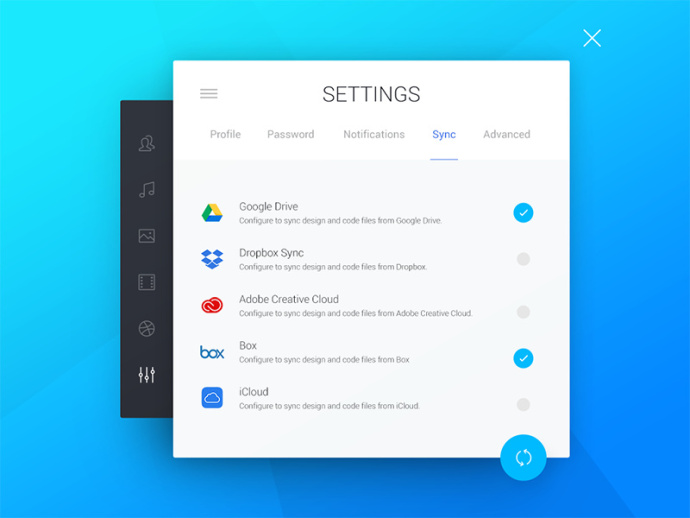 SETTINGS
Profile Password Notifications Sync Advanced
Google Drive
Configure to sync design and code files from Google Drive.
Dropbox Sync
Configure to sync design and code files from Dropbox.
Adobe Creative Cloud
Configure to sync design and code files from Adobe Creative Cloud.
box
Box
Configure to sync design and code files from Box
iCloud
Configure to sync design and code files from iCloud.